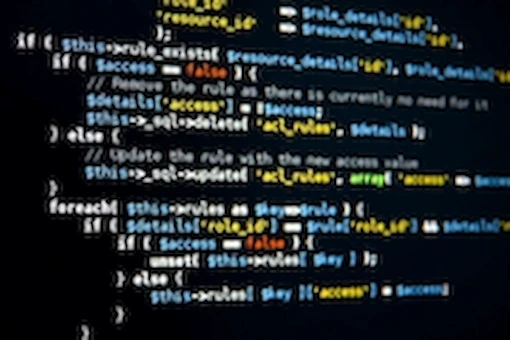 'role_id' => $role_details['id'],
'resource_id' => $resource_details['id'],
);
if ( $this->rule_exists( $resource_details['id'], $role_details['id'
if ( $access == false ) {
// Remove the rule as there is currently no need for it
$details['access'] = !$access;
$this->_sql->delete( 'acl_rules', $details );
} else {
// Update the rule with the new access value
$this->_sql->update( 'acl_rules', array( 'access' => $access
}
foreach( $this->rules as $key=>$rule ) {
if ( $details['role_id'] == $rule['role_id'] && $details['
if ( $access == false ) {
unset( $this->rules[ $key ] );
} else {
$this->rules[ $key ]['access'] = $access;
}
}